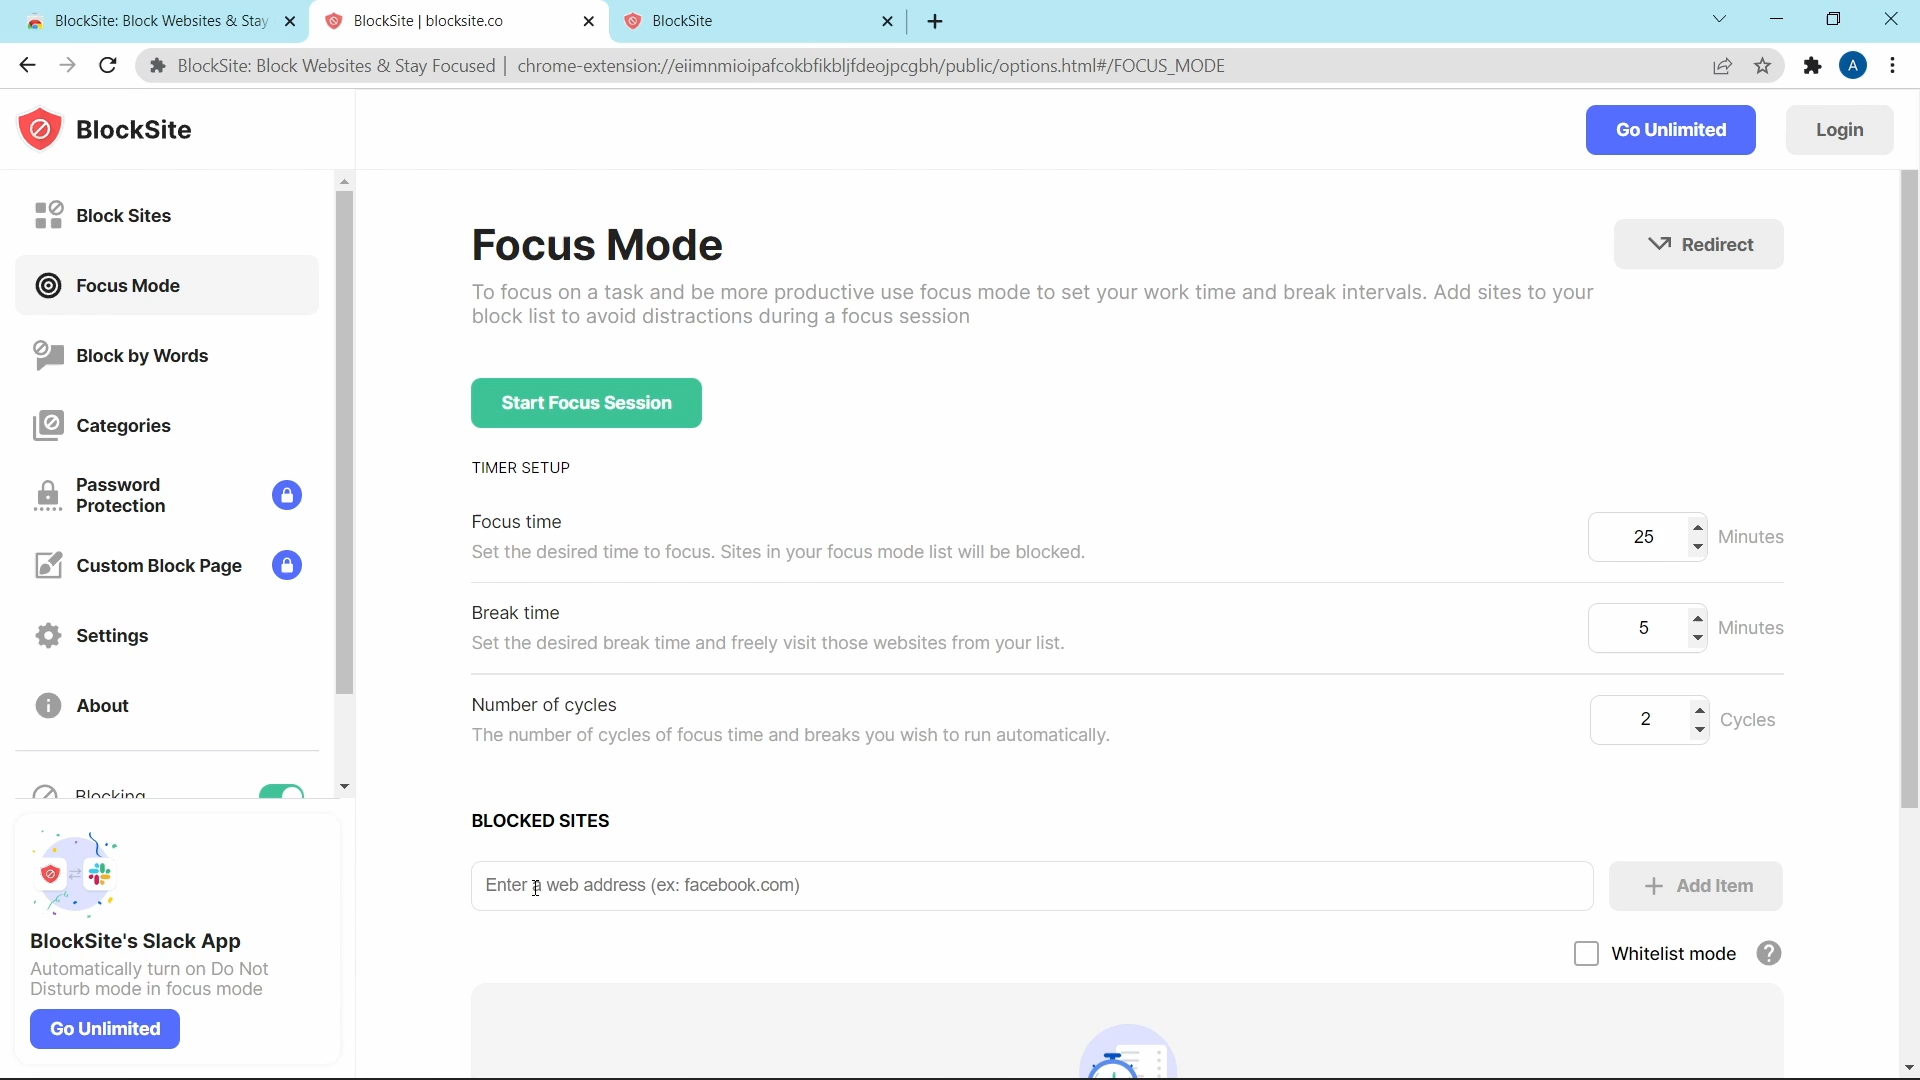 BlockSite: Block Websites & Stay
BlockSite | blocksite.co
BlockSite
BlockSite: Block Websites & Stay Focused | chrome-extension://eiimnmioipafcokbfikbljfdeojpcgbh/public/options.html#/FOCUS_MODE
A
BlockSite
Go Unlimited
Login
Block Sites
Focus Mode
Block by Words
Categories
Password
Protection
Custom Block Page
Settings
About
Blocking
BlockSite's Slack App
Automatically turn on Do Not
Disturb mode in focus mode
Go Unlimited
Focus Mode
Redirect
To focus on a task and be more productive use focus mode to set your work time and break intervals. Add sites to your
block list to avoid distractions during a focus session
Start Focus Session
TIMER SETUP
Focus time
Set the desired time to focus. Sites in your focus mode list will be blocked.
25 Minutes
Break time
Set the desired break time and freely visit those websites from your list.
5 Minutes
Number of cycles
The number of cycles of focus time and breaks you wish to run automatically.
2 Cycles
BLOCKED SITES
Enter a web address (ex: facebook.com)
+ Add Item
Whitelist mode ?